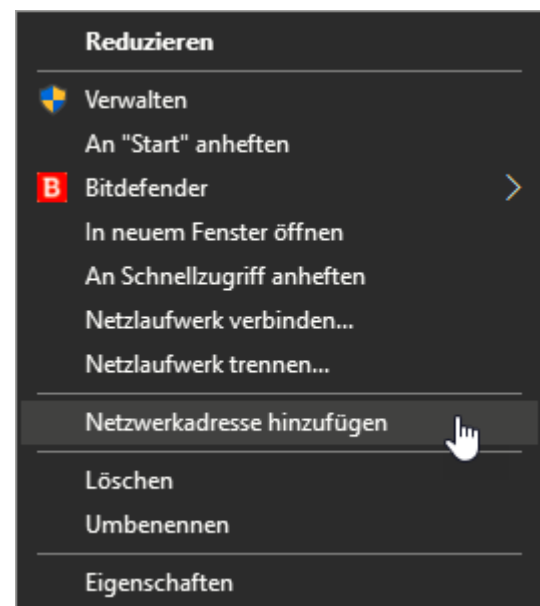 Reduzieren
Verwalten
An "Start" anheften
B Bitdefender
In neuem Fenster öffnen
An Schnellzugriff anheften
Netzlaufwerk verbinden...
Netzlaufwerk trennen...
Netzwerkadresse hinzufügen
Löschen
Umbenennen
Eigenschaften